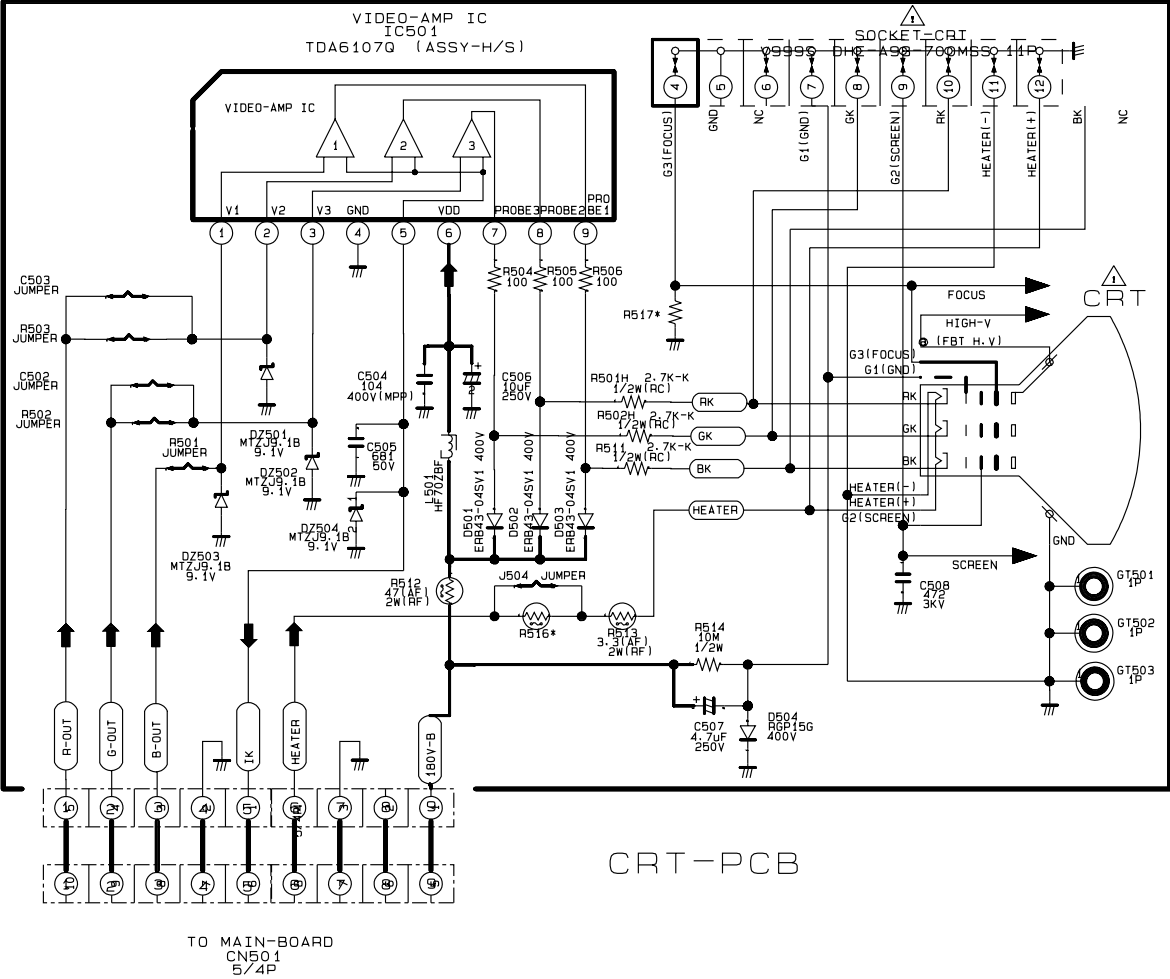 VIDEO-AMP IC
IC501
TDA6107Q (ASSY-H/S)
SOCKET-CRT
V999S DHE-A98-700MSS 11P
VIDEO-AMP IC
1
2
3
4 5 6 7 8 9 10 11 12
G3(FOCUS)
GND
NC
G1(GND)
GK
G2(SCREEN)
RK
HEATER(-)
HEATER(+)
BK
NC
V1 V2 V3 GND VDD PROBE3 PROBE2 PRO
BE1
1 2 3 4 5 6 7 8 9
C503
JUMPER
R503
JUMPER
C502
JUMPER
R502
JUMPER
R501
JUMPER
R504
100
R505
100
R506
100
R517*
FOCUS
HIGH-V
(FBT H.V)
CRT
G3(FOCUS)
G1(GND)
C504
104
400V(MPP)
C506
10uF
250V
R501H 2.7K-K
1/2W(RC)
RK
RK
R502H 2.7K-K
1/2W(RC)
GK
GK
R511 2.7K-K
1/2W(RC)
BK
BK
DZ501
MTZJ9.1B
9.1V
DZ502
MTZJ9.1B
9.1V
C505
681
50V
L501
HF70ZBF
D501
ERB43-04SV1 400V
D502
ERB43-04SV1 400V
D503
ERB43-04SV1 400V
HEATER(-)
HEATER(+)
G2(SCREEN)
HEATER
DZ504
MTZJ9.1B
9.1V
DZ503
MTZJ9.1B
9.1V
GND
SCREEN
R512
47(AF)
2W(RF)
J504 JUMPER
R516*
R513
3.3(AF)
2W(RF)
C508
472
3KV
GT501
1P
GT502
1P
GT503
1P
R514
10M
1/2W
C507
4.7uF
250V
D504
RGP15G
400V
R-OUT
G-OUT
B-OUT
IK
HEATER
180V-B
CRT-PCB
TO MAIN-BOARD
CN501
5/4P